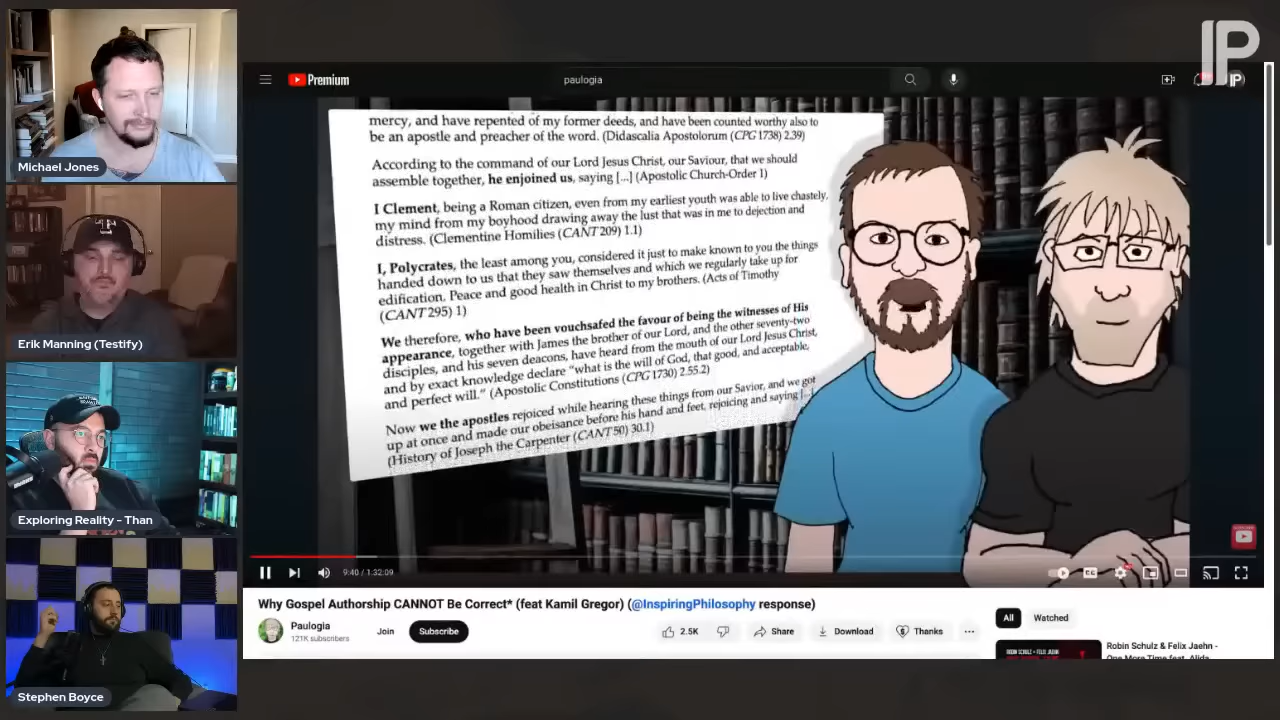 Michael Jones
Erik Manning (Testify)
Exploring Reality - Than
Stephen Boyce
IP
Premium
paulogia
IP
mercy, and have repented of my former deeds, and have been counted worthy also to
be an apostle and preacher of the word. (Didascalia Apostolorum (CPG 1738) 2.39)
According to the command of our Lord Jesus Christ, our Saviour, that we should
assemble together, he enjoined us, saying [...] (Apostolic Church-Order 1)
I Clement, being a Roman citizen, even from my earliest youth was able to live chastely,
my mind from my boyhood drawing away the lust that was in me to dejection and
distress. (Clementine Homilies (CANT 209) 1.1)
I, Polycrates, the least among you, considered it just to make known to you the things
handed down to us that they saw themselves and which we regularly take up for
edification. Peace and good health in Christ to my brothers. (Acts of Timothy
(CANT 295) 1)
We therefore, who have been vouchsafed the favour of being the witnesses of His
appearance, together with James the brother of our Lord, and the other seventy-two
disciples, and his seven deacons, have heard from the mouth of our Lord Jesus Christ,
and by exact knowledge declare "what is the will of God, that good, and acceptable,
and perfect will." (Apostolic Constitutions (CPG 1730) 2.55.2)
Now we the apostles rejoiced while hearing these things from our Savior, and we got
up at once and made our obeisance before his hand and feet, rejoicing and saying [...]
(History of Joseph the Carpenter (CANT 50) 30.1)
9:40 / 1:32:09
Why Gospel Authorship CANNOT Be Correct* (feat Kamil Gregor) (@InspiringPhilosophy response)
Paulogia
121K subscribers
Join
Subscribe
2.5K
Share
Download
Thanks
All
Watched
Robin Schulz & Felix Jaehn -
One More Time feat. Alida